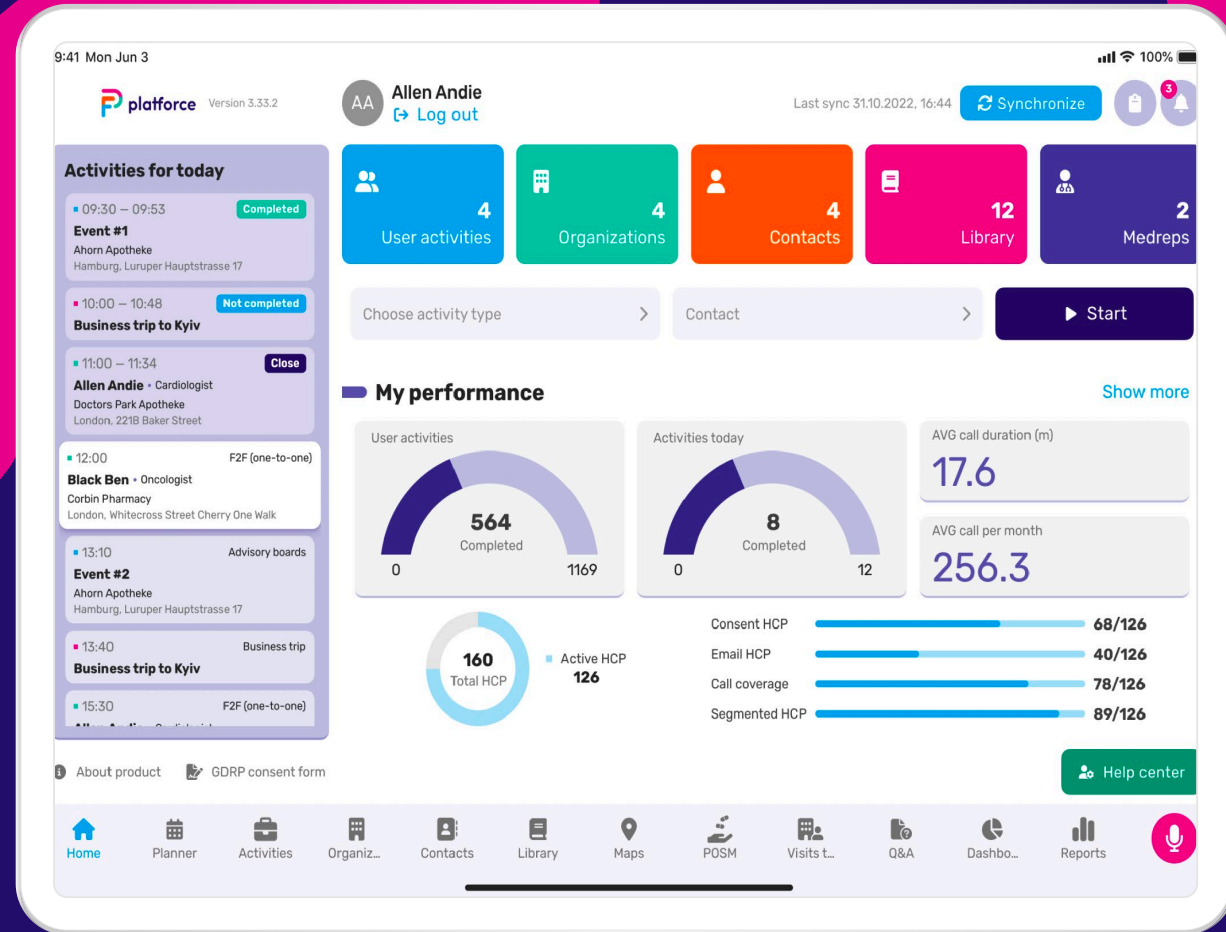 9:41 Mon Jun 3
100%
platforce Version 3.33.2
AA
Allen Andie
Log out
Last sync 31.10.2022, 16:44
Synchronize
3
Activities for today
09:30 – 09:53 Completed
Event #1
Ahorn Apotheke
Hamburg, Luruper Hauptstrasse 17
10:00 – 10:48 Not completed
Business trip to Kyiv
11:00 – 11:34 Close
Allen Andie • Cardiologist
Doctors Park Apotheke
London, 221B Baker Street
12:00 F2F (one-to-one)
Black Ben • Oncologist
Corbin Pharmacy
London, Whitecross Street Cherry One Walk
13:10 Advisory boards
Event #2
Ahorn Apotheke
Hamburg, Luruper Hauptstrasse 17
13:40 Business trip
Business trip to Kyiv
15:30 F2F (one-to-one)
4
User activities
4
Organizations
4
Contacts
12
Library
2
Medreps
Choose activity type
Contact
Start
My performance
Show more
User activities
564
Completed
0 1169
Activities today
8
Completed
0 12
AVG call duration (m)
17.6
AVG call per month
256.3
160
Total HCP
Active HCP
126
Consent HCP 68/126
Email HCP 40/126
Call coverage 78/126
Segmented HCP 89/126
About product
GDRP consent form
Help center
Home
Planner
Activities
Organiz...
Contacts
Library
Maps
POSM
Visits t...
Q&A
Dashbo...
Reports